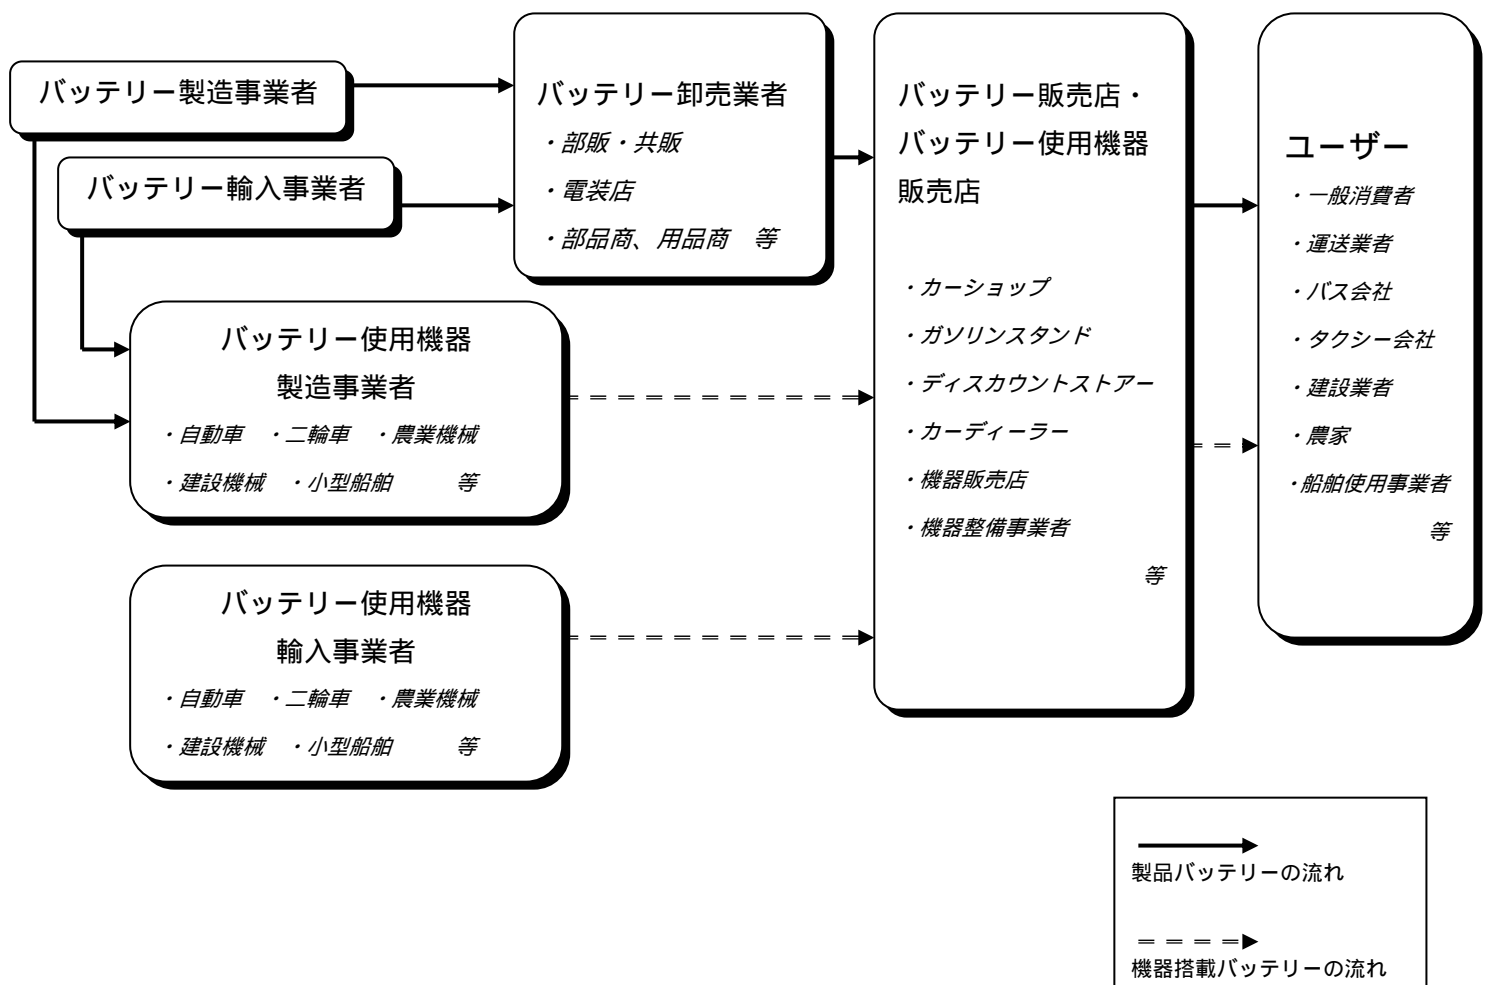 バッテリー製造事業者
バッテリー輸入事業者
バッテリー卸売業者
・部販・共販
・電装店
・部品商、用品商　等
バッテリー使用機器
製造事業者
・自動車　・二輪車　・農業機械
・建設機械　・小型船舶　　　等
バッテリー使用機器
輸入事業者
・自動車　・二輪車　・農業機械
・建設機械　・小型船舶　　　等
バッテリー販売店・
バッテリー使用機器
販売店
・カーショップ
・ガソリンスタンド
・ディスカウントストアー
・カーディーラー
・機器販売店
・機器整備事業者
等
ユーザー
・一般消費者
・運送業者
・バス会社
・タクシー会社
・建設業者
・農家
・船舶使用事業者
等
製品バッテリーの流れ
機器搭載バッテリーの流れ